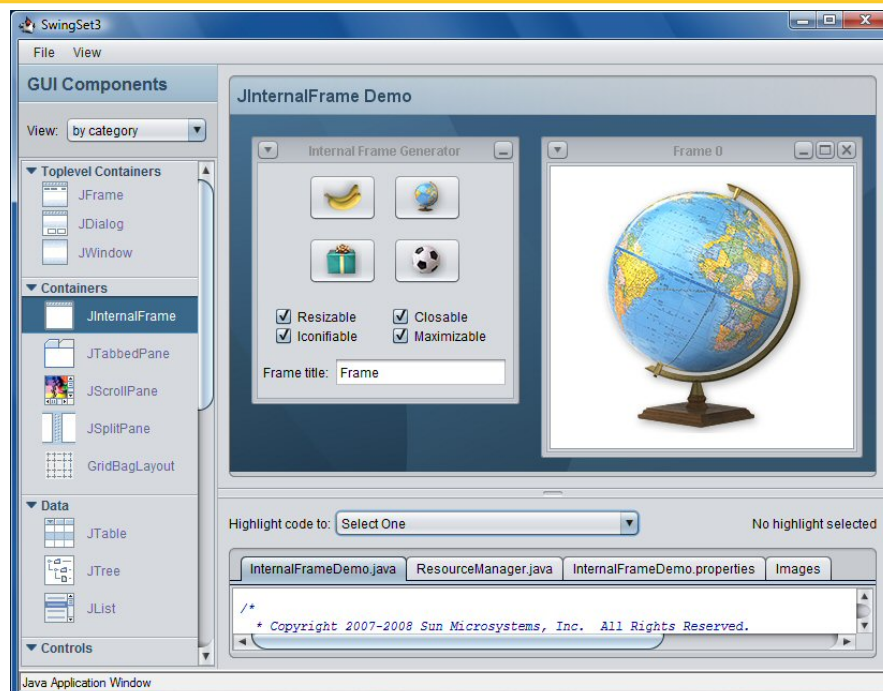 SwingSet3
File View
GUI Components
View: by category
Toplevel Containers
JFrame
JDialog
JWindow
Containers
JInternalFrame
JTabbedPane
JScrollPane
JSplitPane
GridBagLayout
Data
JTable
JTree
JList
Controls
JInternalFrame Demo
Internal Frame Generator
Resizable Closable
Iconifiable Maximizable
Frame title: Frame
Frame 0
Highlight code to: Select One No highlight selected
InternalFrameDemo.java ResourceManager.java InternalFrameDemo.properties Images
/*
* Copyright 2007-2008 Sun Microsystems, Inc. All Rights Reserved.
Java Application Window